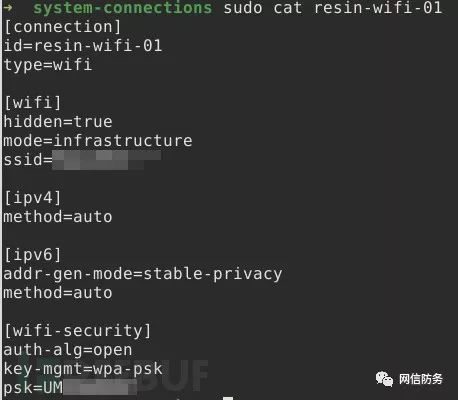 → system-connections sudo cat resin-wifi-01
[connection]
id=resin-wifi-01
type=wifi
[wifi]
hidden=true
mode=infrastructure
ssid=
[ipv4]
method=auto
[ipv6]
addr-gen-mode=stable-privacy
method=auto
[wifi-security]
auth-alg=open
key-mgmt=wpa-psk
psk=UM
网信防务